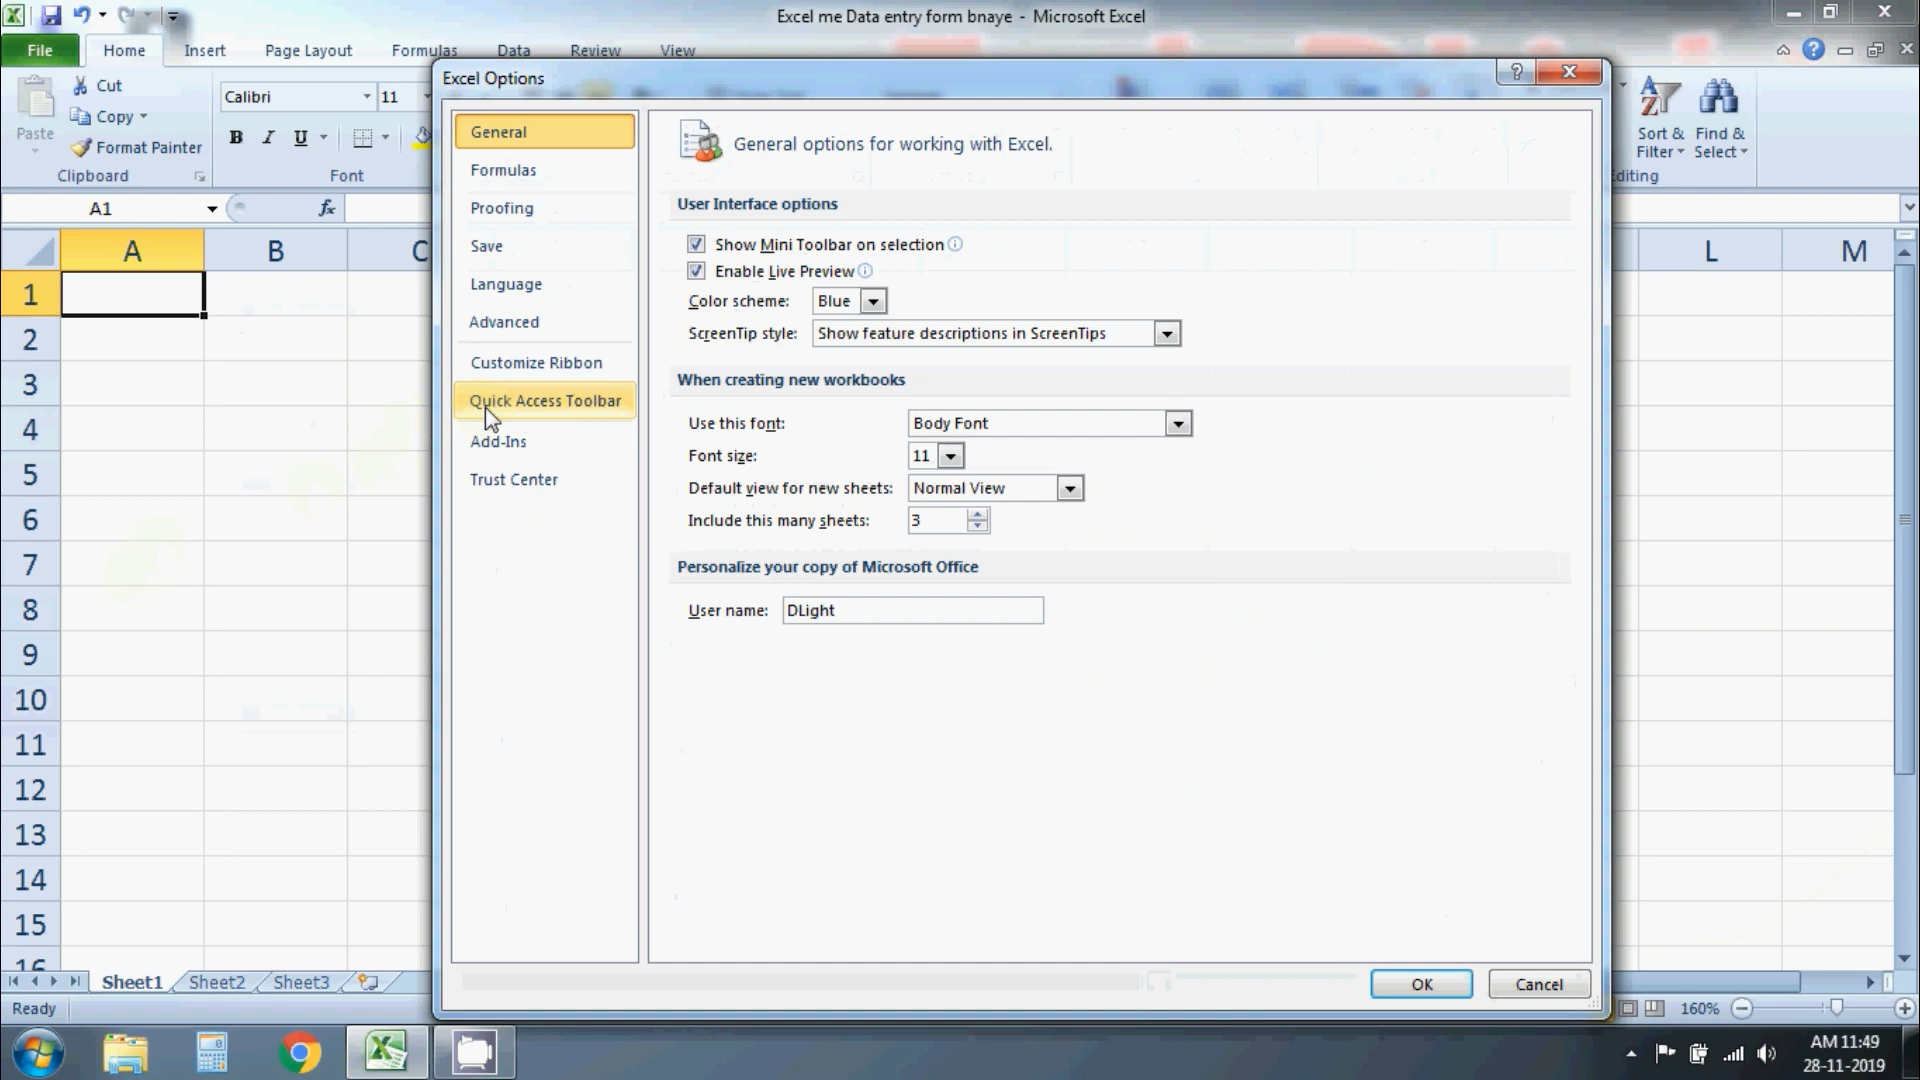 Excel me Data entry form bnaye - Microsoft Excel
File Home Insert Page Layout Formulas Data Review View
Excel Options
Paste
Cut
Copy
Format Painter
Clipboard
Calibri 11
B I U
Font
Sort & Filter
Find & Select
A1
fx
A B C L M
1
2
3
4
5
6
7
8
9
10
11
12
13
14
15
16
General
Formulas
Proofing
Save
Language
Advanced
Customize Ribbon
Quick Access Toolbar
Add-Ins
Trust Center
General options for working with Excel.
User Interface options
Show Mini Toolbar on selection
Enable Live Preview
Color scheme: Blue
ScreenTip style: Show feature descriptions in ScreenTips
When creating new workbooks
Use this font: Body Font
Font size: 11
Default view for new sheets: Normal View
Include this many sheets: 3
Personalize your copy of Microsoft Office
User name: DLight
OK Cancel
Sheet1 Sheet2 Sheet3
Ready
160%
AM 11:49
28-11-2019